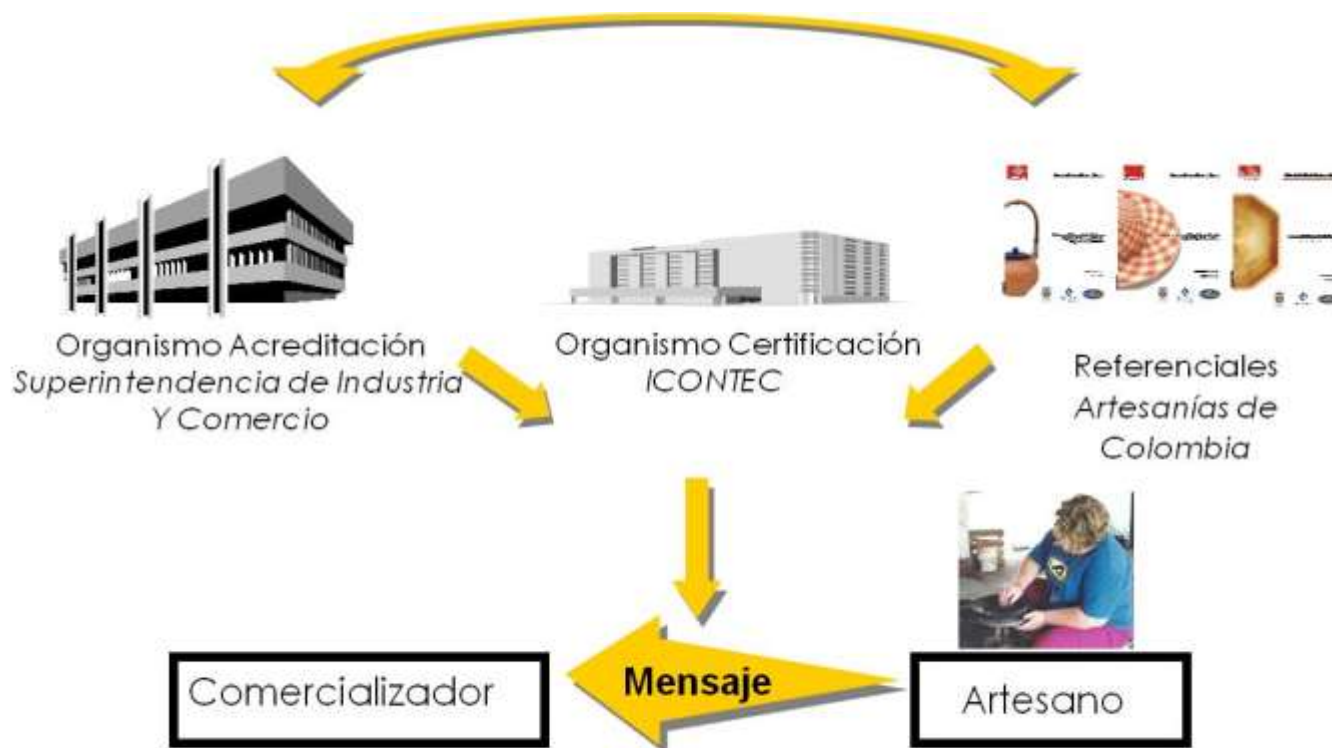 Organismo Acreditación
Superintendencia de Industria
Y Comercio
Organismo Certificación
ICONTEC
Referenciales
Artesanías de
Colombia
Comercializador
Mensaje
Artesano